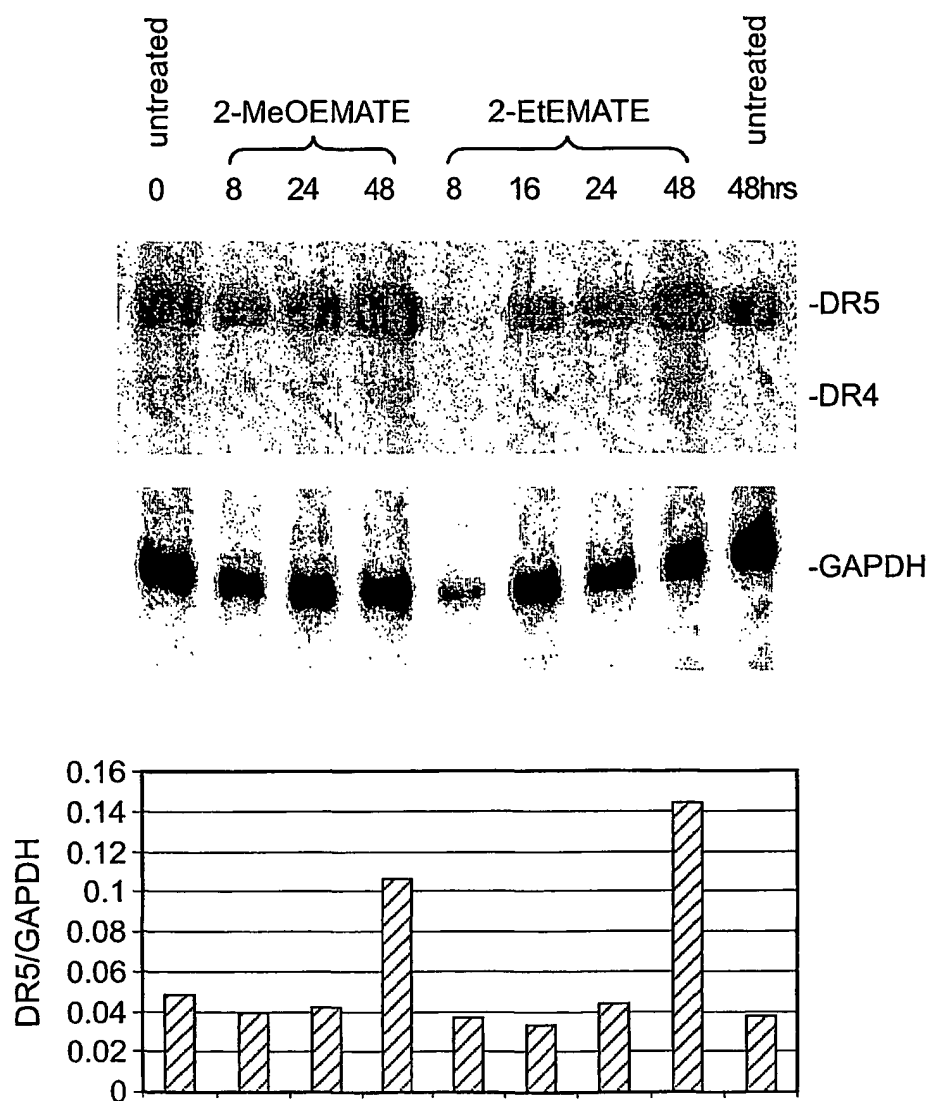 untreated
2-MeOEMATE
2-EtEMATE
untreated
0 8 24 48 8 16 24 48 48hrs
-DR5
-DR4
-GAPDH
DR5/GAPDH
0.16
0.14
0.12
0.1
0.08
0.06
0.04
0.02
0